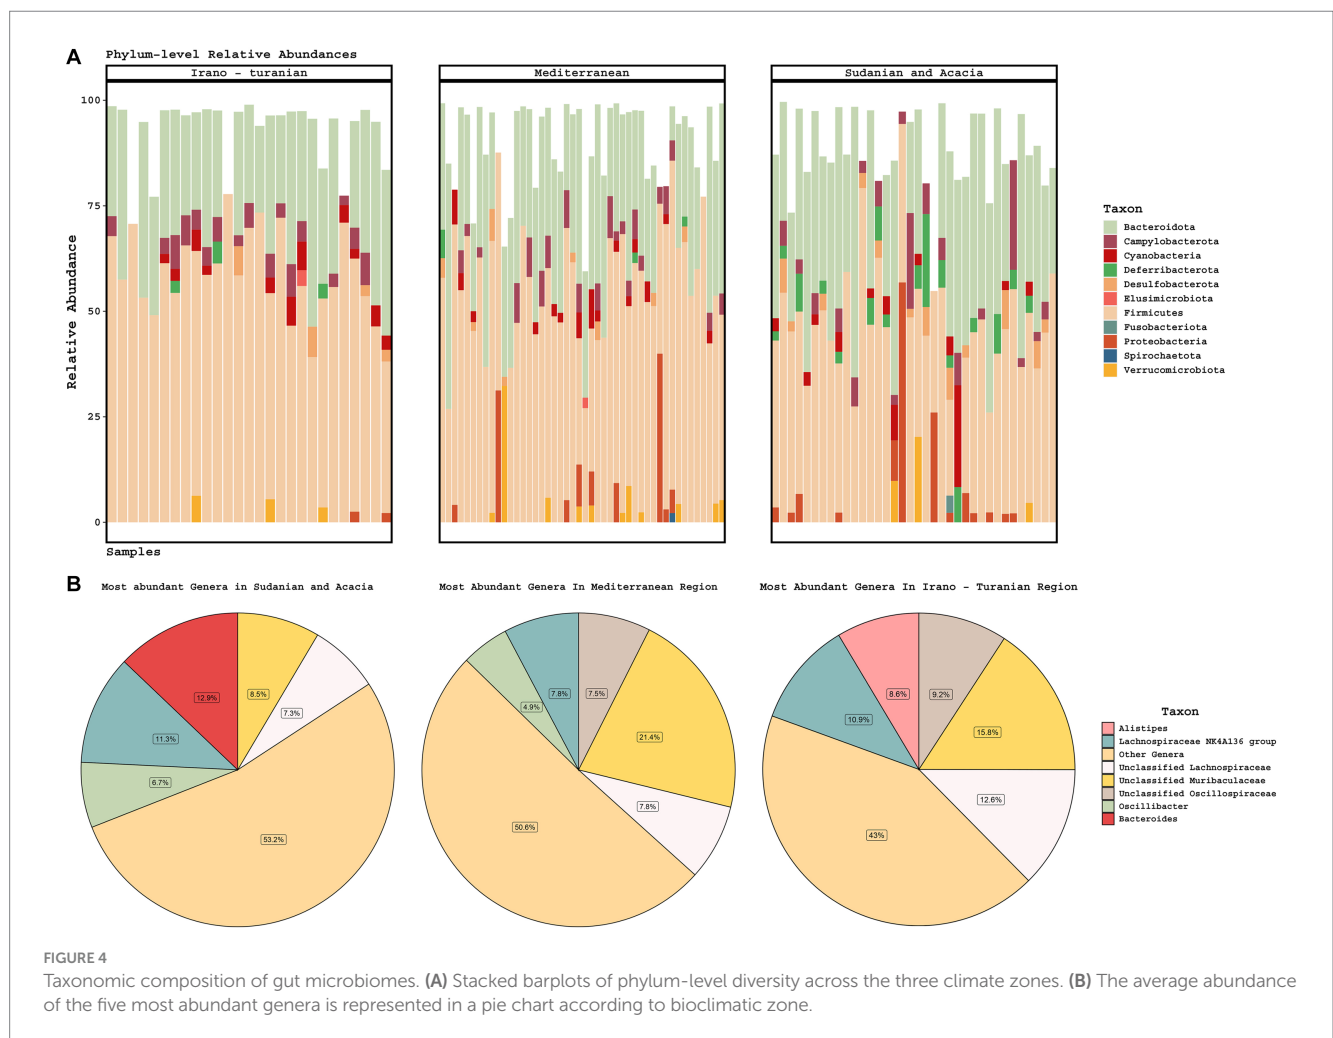 A
Phylum-level Relative Abundances
Irano - turanian
Mediterranean
Sudanian and Acacia
100
75
50
25
0
Relative Abundance
Samples
Taxon
Bacteroidota
Campylobacterota
Cyanobacteria
Deferribacterota
Desulfobacterota
Elusimicrobiota
Firmicutes
Fusobacteriota
Proteobacteria
Spirochaetota
Verrucomicrobiota
B
Most abundant Genera in Sudanian and Acacia
12.9%
8.5%
7.3%
11.3%
6.7%
53.2%
Most Abundant Genera In Mediterranean Region
7.8%
7.5%
4.9%
21.4%
7.8%
50.6%
Most Abundant Genera In Irano - Turanian Region
8.6%
9.2%
10.9%
15.8%
12.6%
43%
Taxon
Alistipes
Lachnospiraceae NK4A136 group
Other Genera
Unclassified Lachnospiraceae
Unclassified Muribaculaceae
Unclassified Oscillospiraceae
Oscillibacter
Bacteroides
FIGURE 4
Taxonomic composition of gut microbiomes. (A) Stacked barplots of phylum-level diversity across the three climate zones. (B) The average abundance
of the five most abundant genera is represented in a pie chart according to bioclimatic zone.